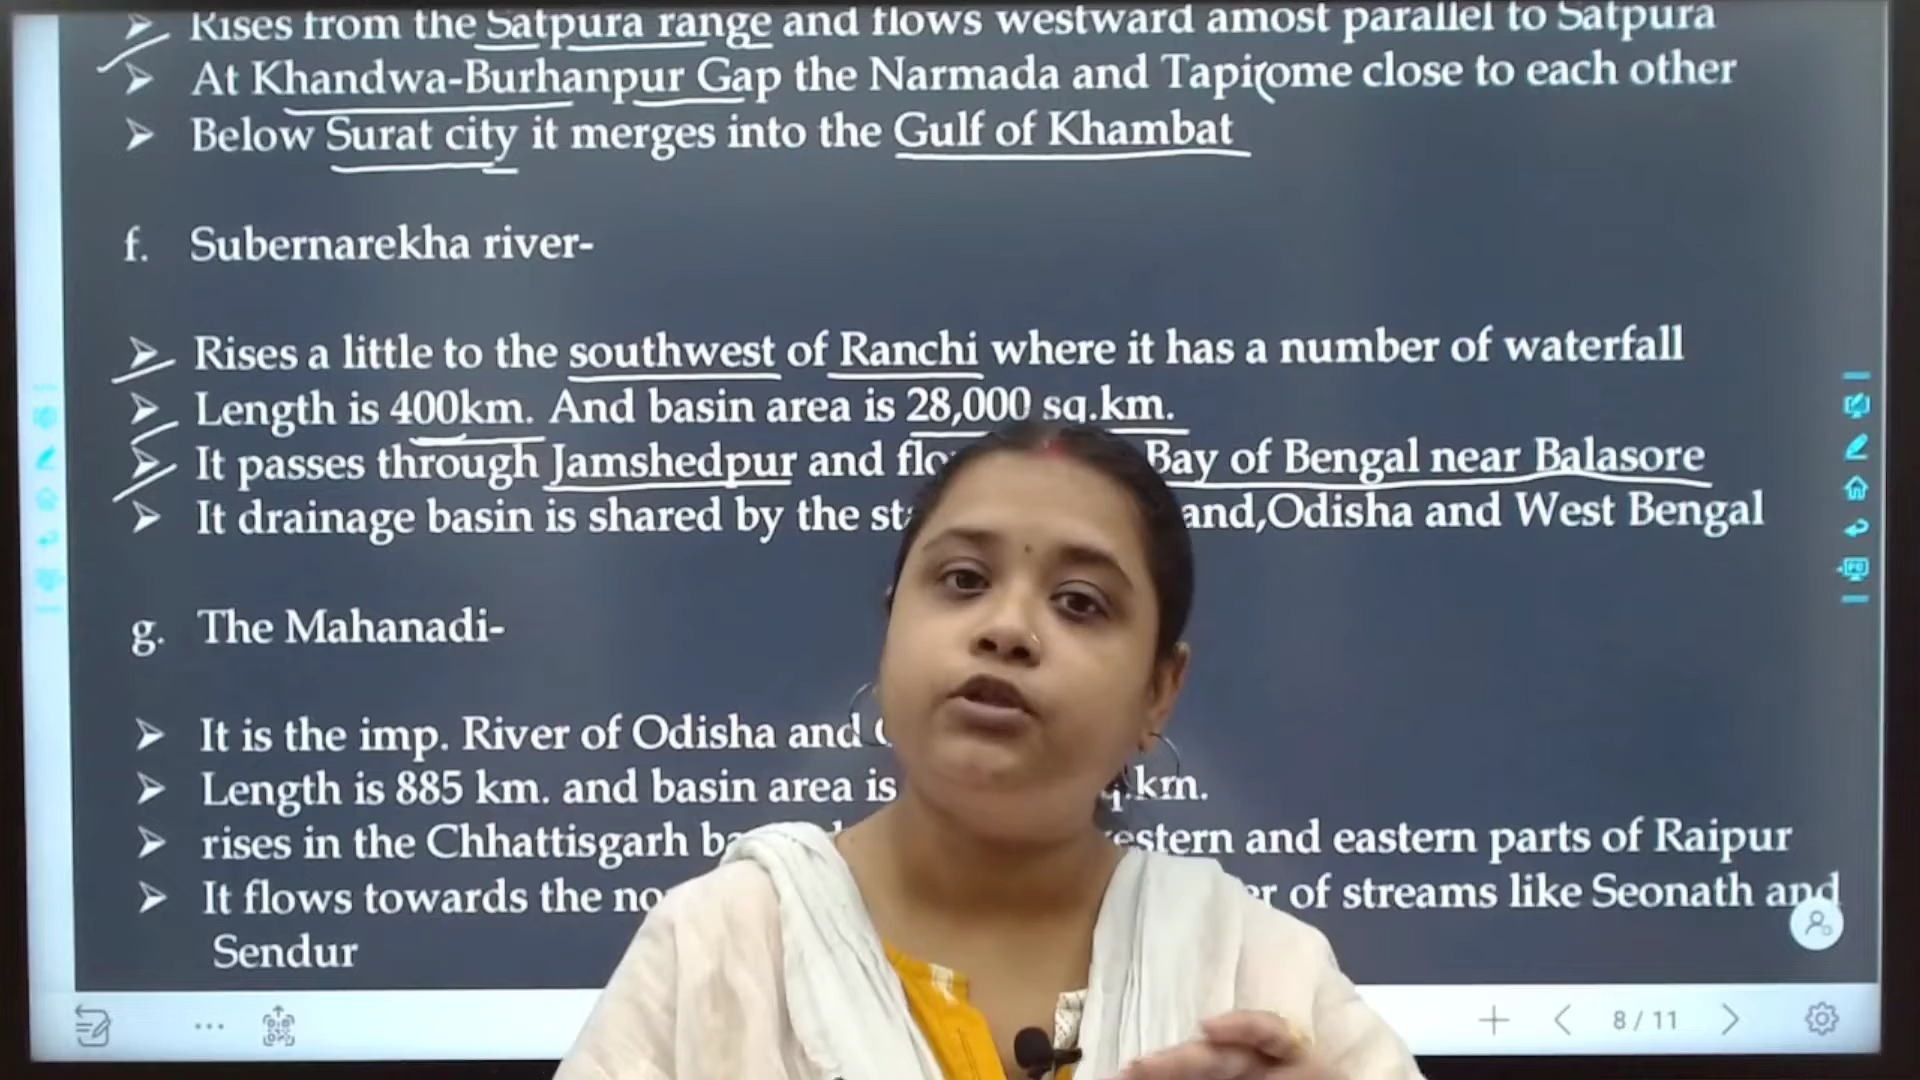 Rises from the Satpura range and flows westward amost parallel to Satpura
At Khandwa-Burhanpur Gap the Narmada and Tapi come close to each other
Below Surat city it merges into the Gulf of Khambat
f. Subernarekha river-
Rises a little to the southwest of Ranchi where it has a number of waterfall
Length is 400km. And basin area is 28,000 sq.km.
It passes through Jamshedpur and Bay of Bengal near Balasore
It drainage basin is shared by the Odisha and West Bengal
g. The Mahanadi-
It is the imp. River of Odisha and
Length is 885 km. and basin area is km.
rises in the Chhattisgarh and eastern parts of Raipur
It flows towards the of streams like Seonath and
Sendur
8 / 11